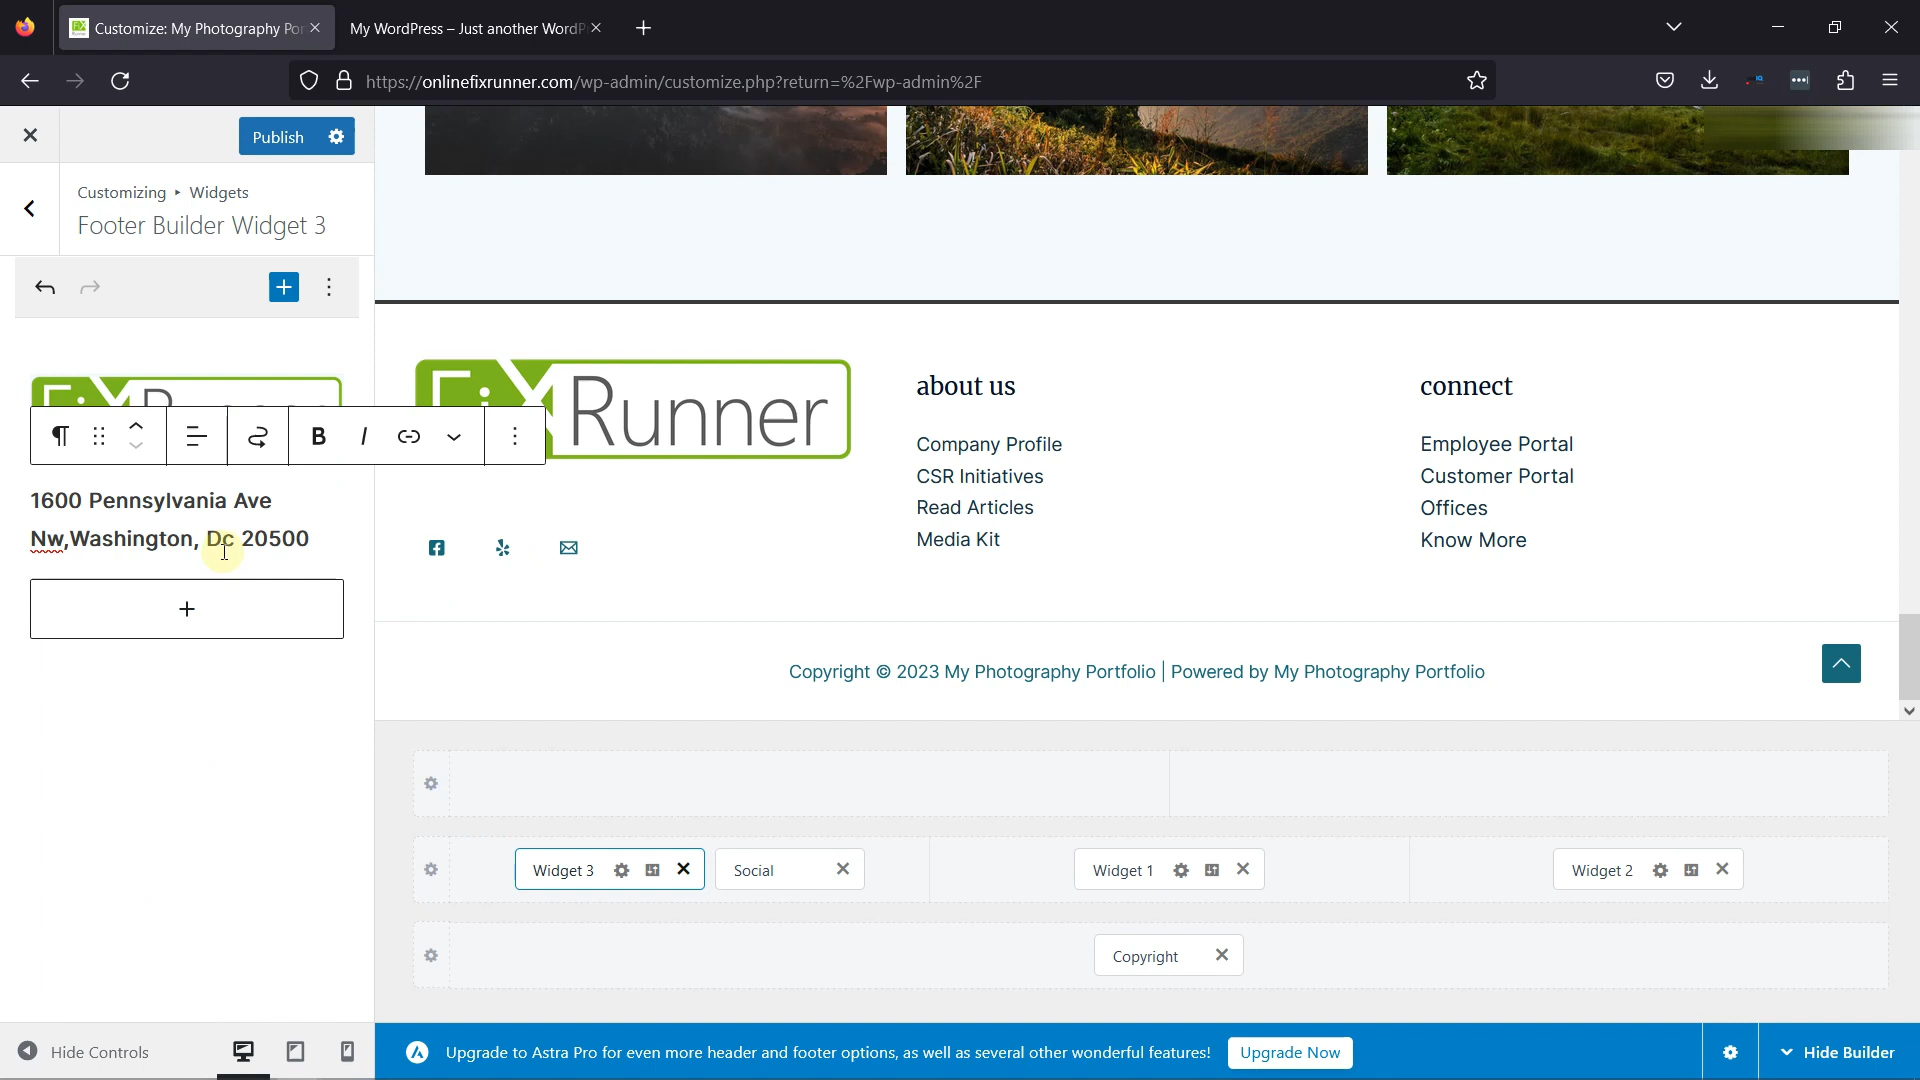 Customize: My Photography Por
My WordPress – Just another WordP
https://onlinefixrunner.com/wp-admin/customize.php?return=%2Fwp-admin%2F
Publish
Customizing ▸ Widgets
Footer Builder Widget 3
B I
1600 Pennsylvania Ave
Nw,Washington, Dc 20500
FiX Runner
about us
Company Profile
CSR Initiatives
Read Articles
Media Kit
connect
Employee Portal
Customer Portal
Offices
Know More
Copyright © 2023 My Photography Portfolio | Powered by My Photography Portfolio
Widget 3
Social
Widget 1
Widget 2
Copyright
Hide Controls
Upgrade to Astra Pro for even more header and footer options, as well as several other wonderful features!
Upgrade Now
Hide Builder